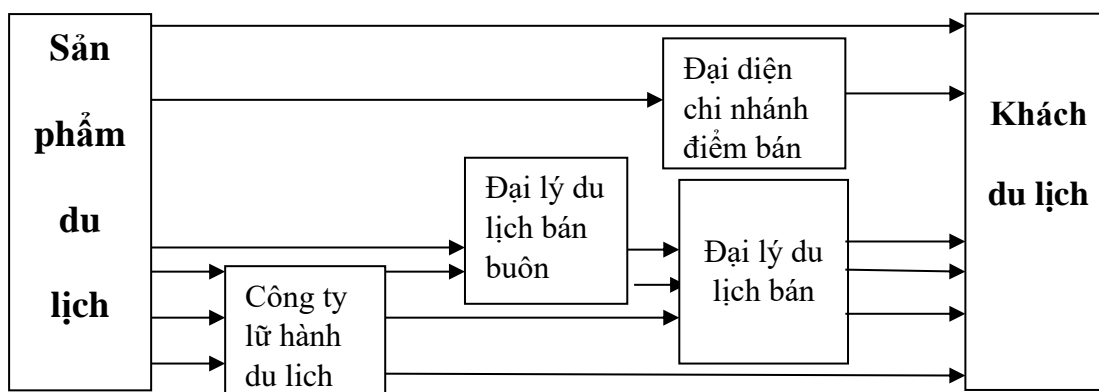 Sản
phẩm
du
lịch
Đại diện
chi nhánh
điểm bán
Đại lý du
lịch bán
buôn
Đại lý du
lịch bán
Công ty
lữ hành
du lich
Khách
du lịch